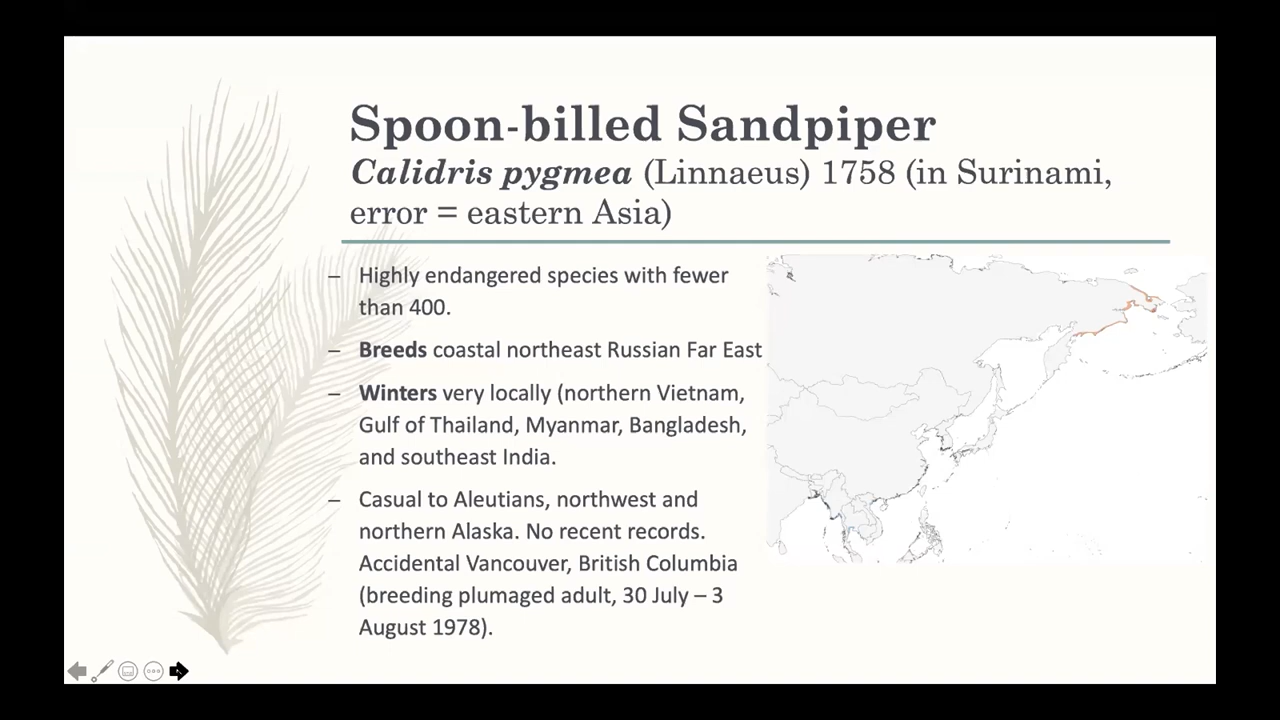 Spoon-billed Sandpiper
Calidris pygmea (Linnaeus) 1758 (in Surinami,
error = eastern Asia)
– Highly endangered species with fewer
than 400.
– Breeds coastal northeast Russian Far East
– Winters very locally (northern Vietnam,
Gulf of Thailand, Myanmar, Bangladesh,
and southeast India.
– Casual to Aleutians, northwest and
northern Alaska. No recent records.
Accidental Vancouver, British Columbia
(breeding plumaged adult, 30 July – 3
August 1978).